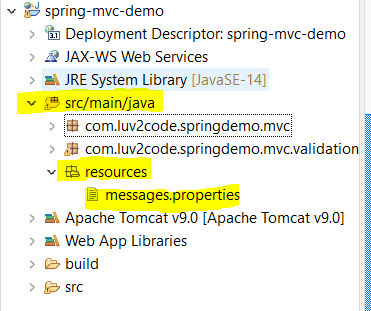 spring-mvc-demo
Deployment Descriptor: spring-mvc-demo
JAX-WS Web Services
JRE System Library [JavaSE-14]
src/main/java
com.luv2code.springdemo.mvc
com.luv2code.springdemo.mvc.validation
resources
messages.properties
Apache Tomcat v9.0 [Apache Tomcat v9.0]
Web App Libraries
build
src